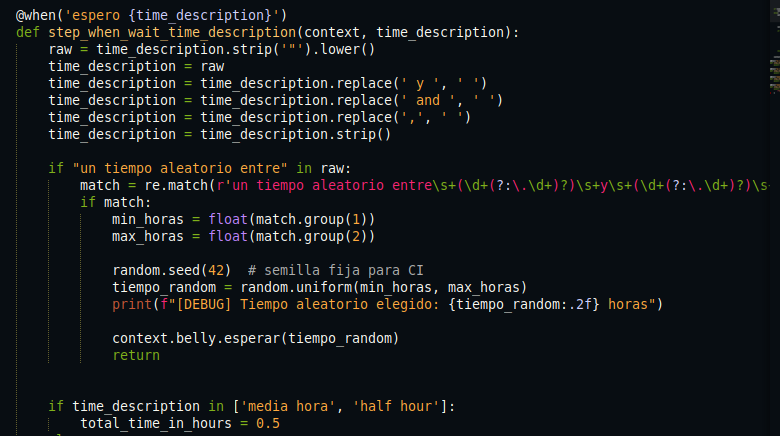 @when('espero {time_description}')
def step_when_wait_time_description(context, time_description):
    raw = time_description.strip('"').lower()
    time_description = raw
    time_description = time_description.replace(' y ', ' ')
    time_description = time_description.replace(' and ', ' ')
    time_description = time_description.replace(',', ' ')
    time_description = time_description.strip()

    if "un tiempo aleatorio entre" in raw:
        match = re.match(r'un tiempo aleatorio entre\s+(\d+(?:\.\d+)?)\s+y\s+(\d+(?:\.\d+)?)\s
        if match:
            min_horas = float(match.group(1))
            max_horas = float(match.group(2))

            random.seed(42)  # semilla fija para CI
            tiempo_random = random.uniform(min_horas, max_horas)
            print(f"[DEBUG] Tiempo aleatorio elegido: {tiempo_random:.2f} horas")

            context.belly.esperar(tiempo_random)
            return

    if time_description in ['media hora', 'half hour']:
        total_time_in_hours = 0.5